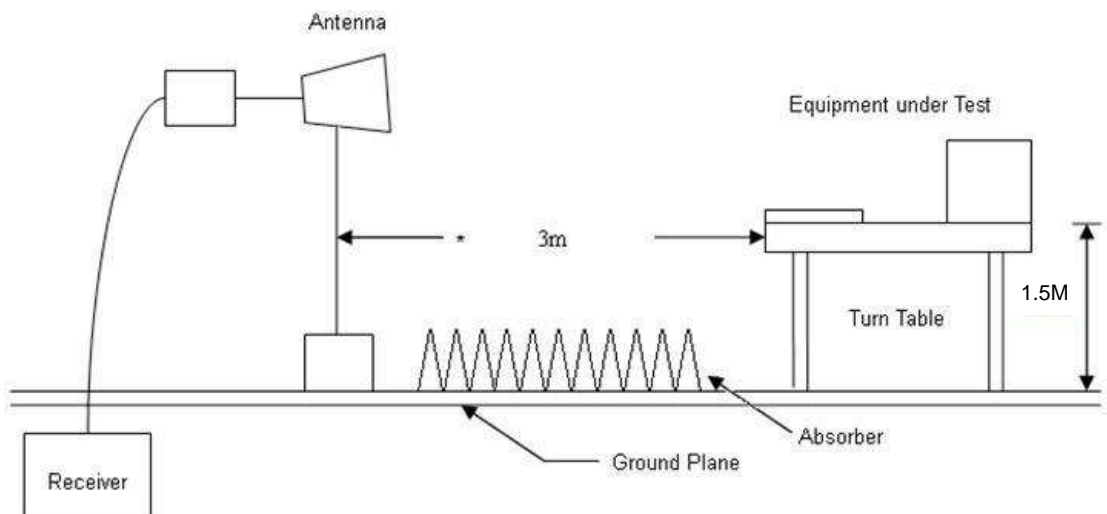 Antenna
Equipment under Test
* 3m
1.5M
Turn Table
Absorber
Ground Plane
Receiver